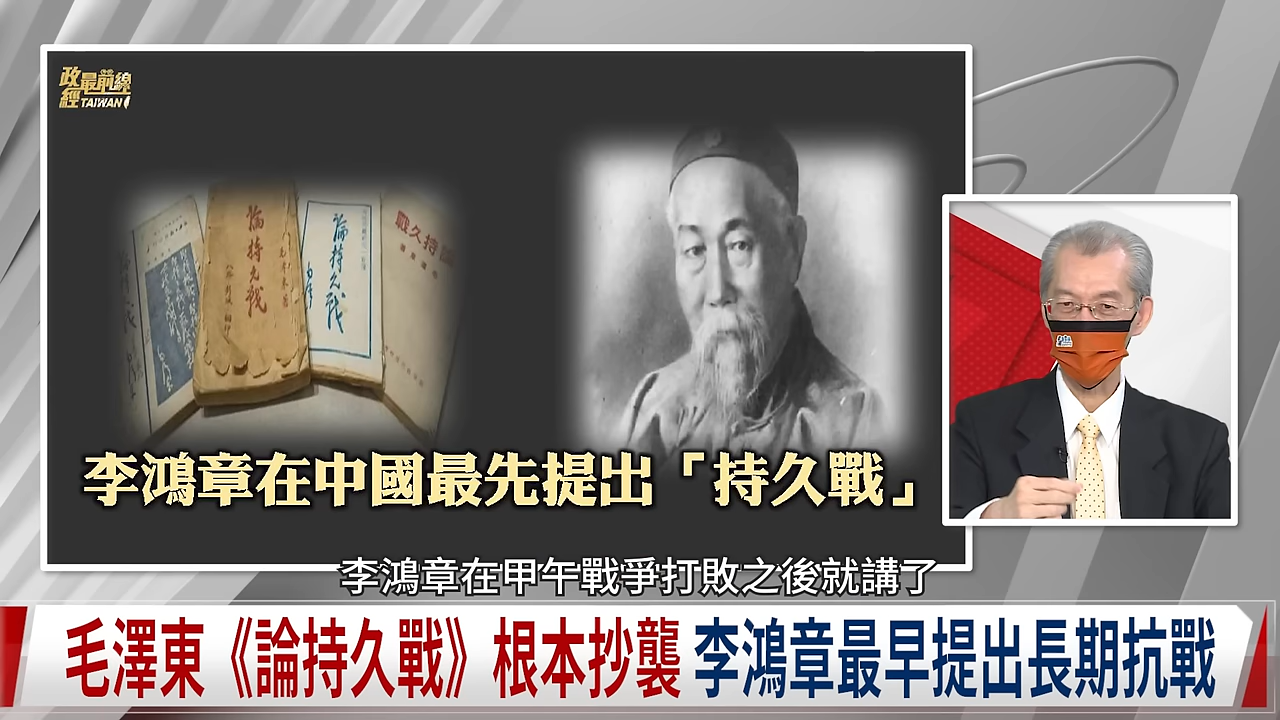 政經最前線
TAIWAN
論持久戰
論持久戰
論持久戰
李鴻章在中國最先提出「持久戰」
李鴻章在甲午戰爭打敗之後就講了
毛澤東《論持久戰》根本抄襲 李鴻章最早提出長期抗戰